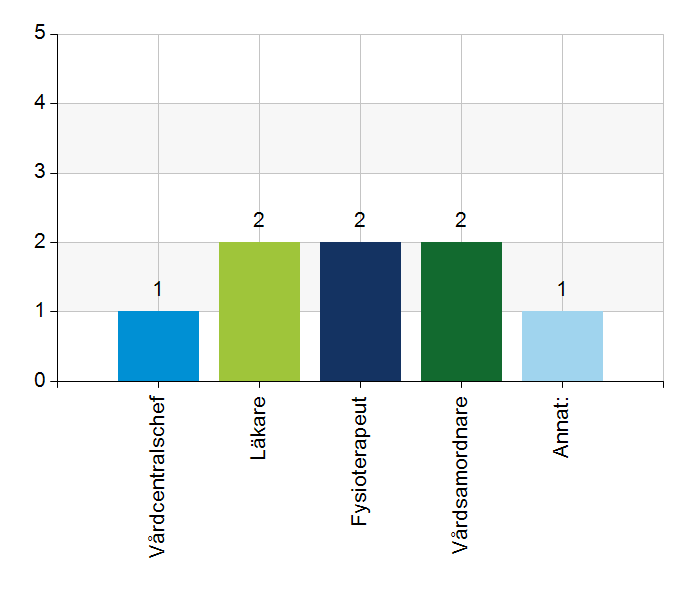 5
4
3
2
1
0
1
2
2
2
1
Vårdcentralschef
Läkare
Fysioterapeut
Vårdsamordnare
Annat: